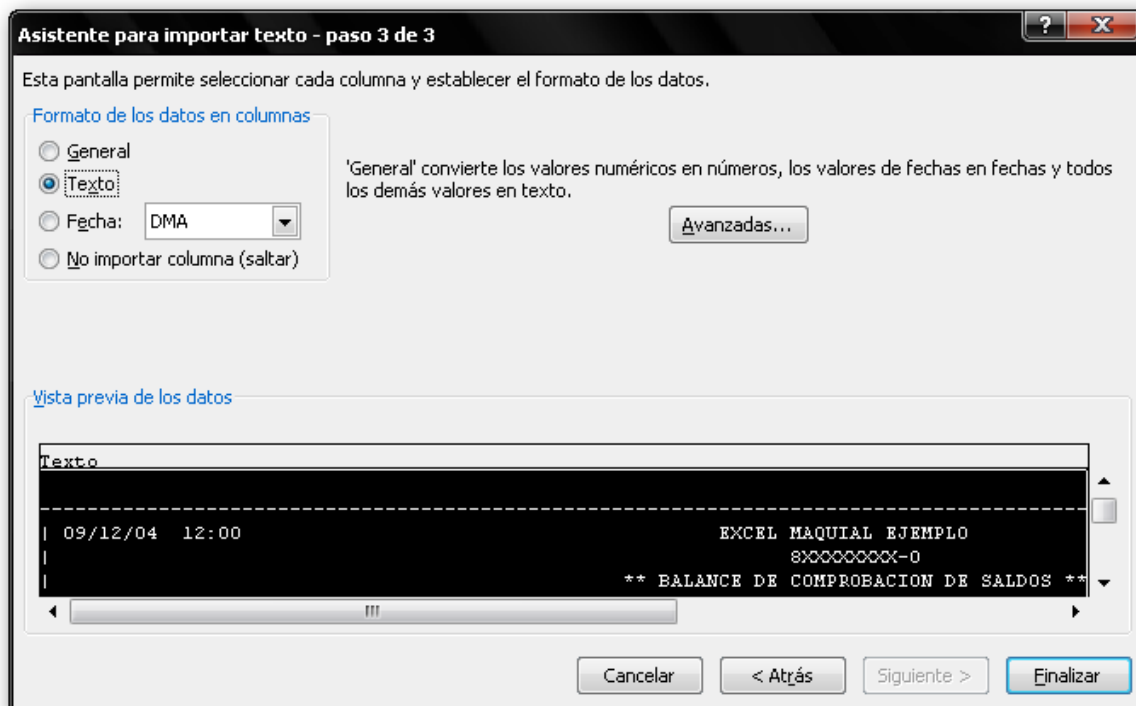 Asistente para importar texto - paso 3 de 3
?
X
Esta pantalla permite seleccionar cada columna y establecer el formato de los datos.
Formato de los datos en columnas
General
Texto
Fecha: DMA
No importar columna (saltar)
'General' convierte los valores numéricos en números, los valores de fechas en fechas y todos
los demás valores en texto.
Avanzadas...
Vista previa de los datos
Texto
--------------------------------------------------------------------------------
| 09/12/04 12:00 EXCEL MAQUIAL EJEMPLO
| 8XXXXXXXX-0
| ** BALANCE DE COMPROBACION DE SALDOS **
Cancelar
< Atrás
Siguiente >
Finalizar